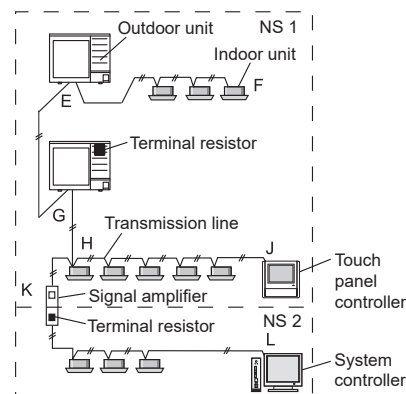 Outdoor unit
NS 1
Indoor unit
F
E
Terminal resistor
G
Transmission line
H
J
Touch
panel
controller
K
Signal amplifier
Terminal resistor
NS 2
L
System
controller